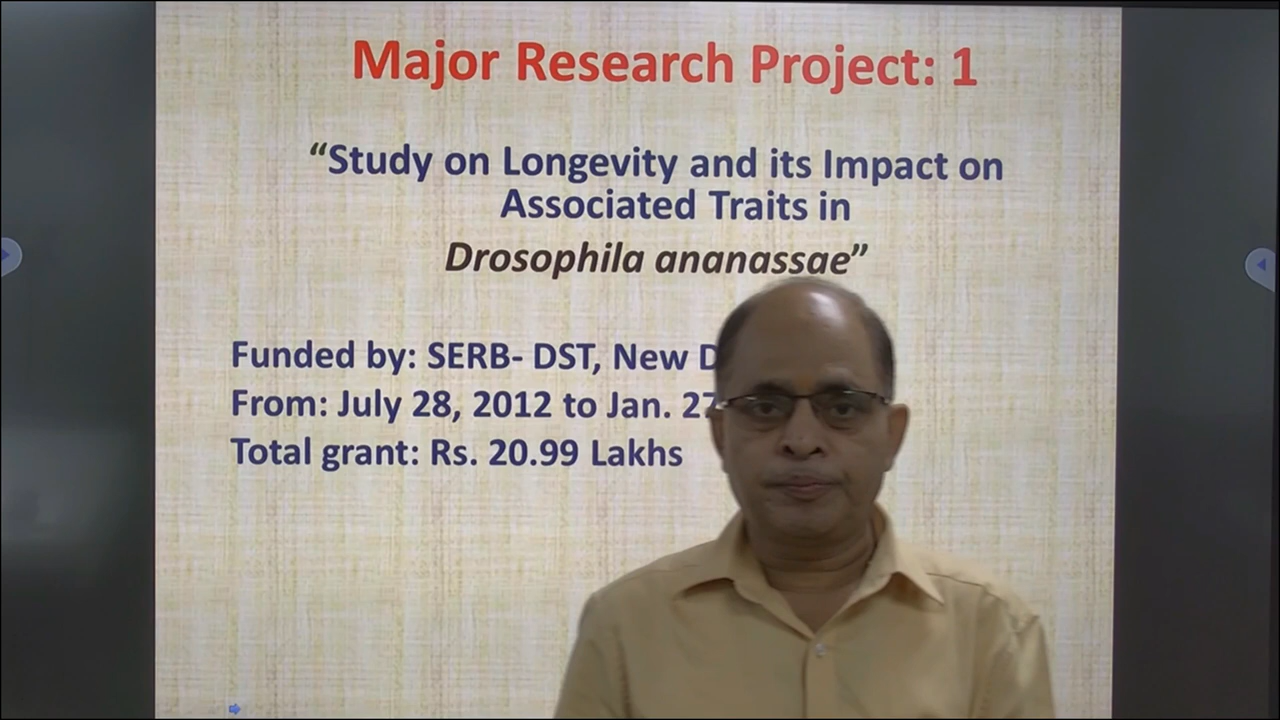 Major Research Project: 1
“Study on Longevity and its Impact on
Associated Traits in
Drosophila ananassae”
Funded by: SERB- DST, New
From: July 28, 2012 to Jan. 27
Total grant: Rs. 20.99 Lakhs